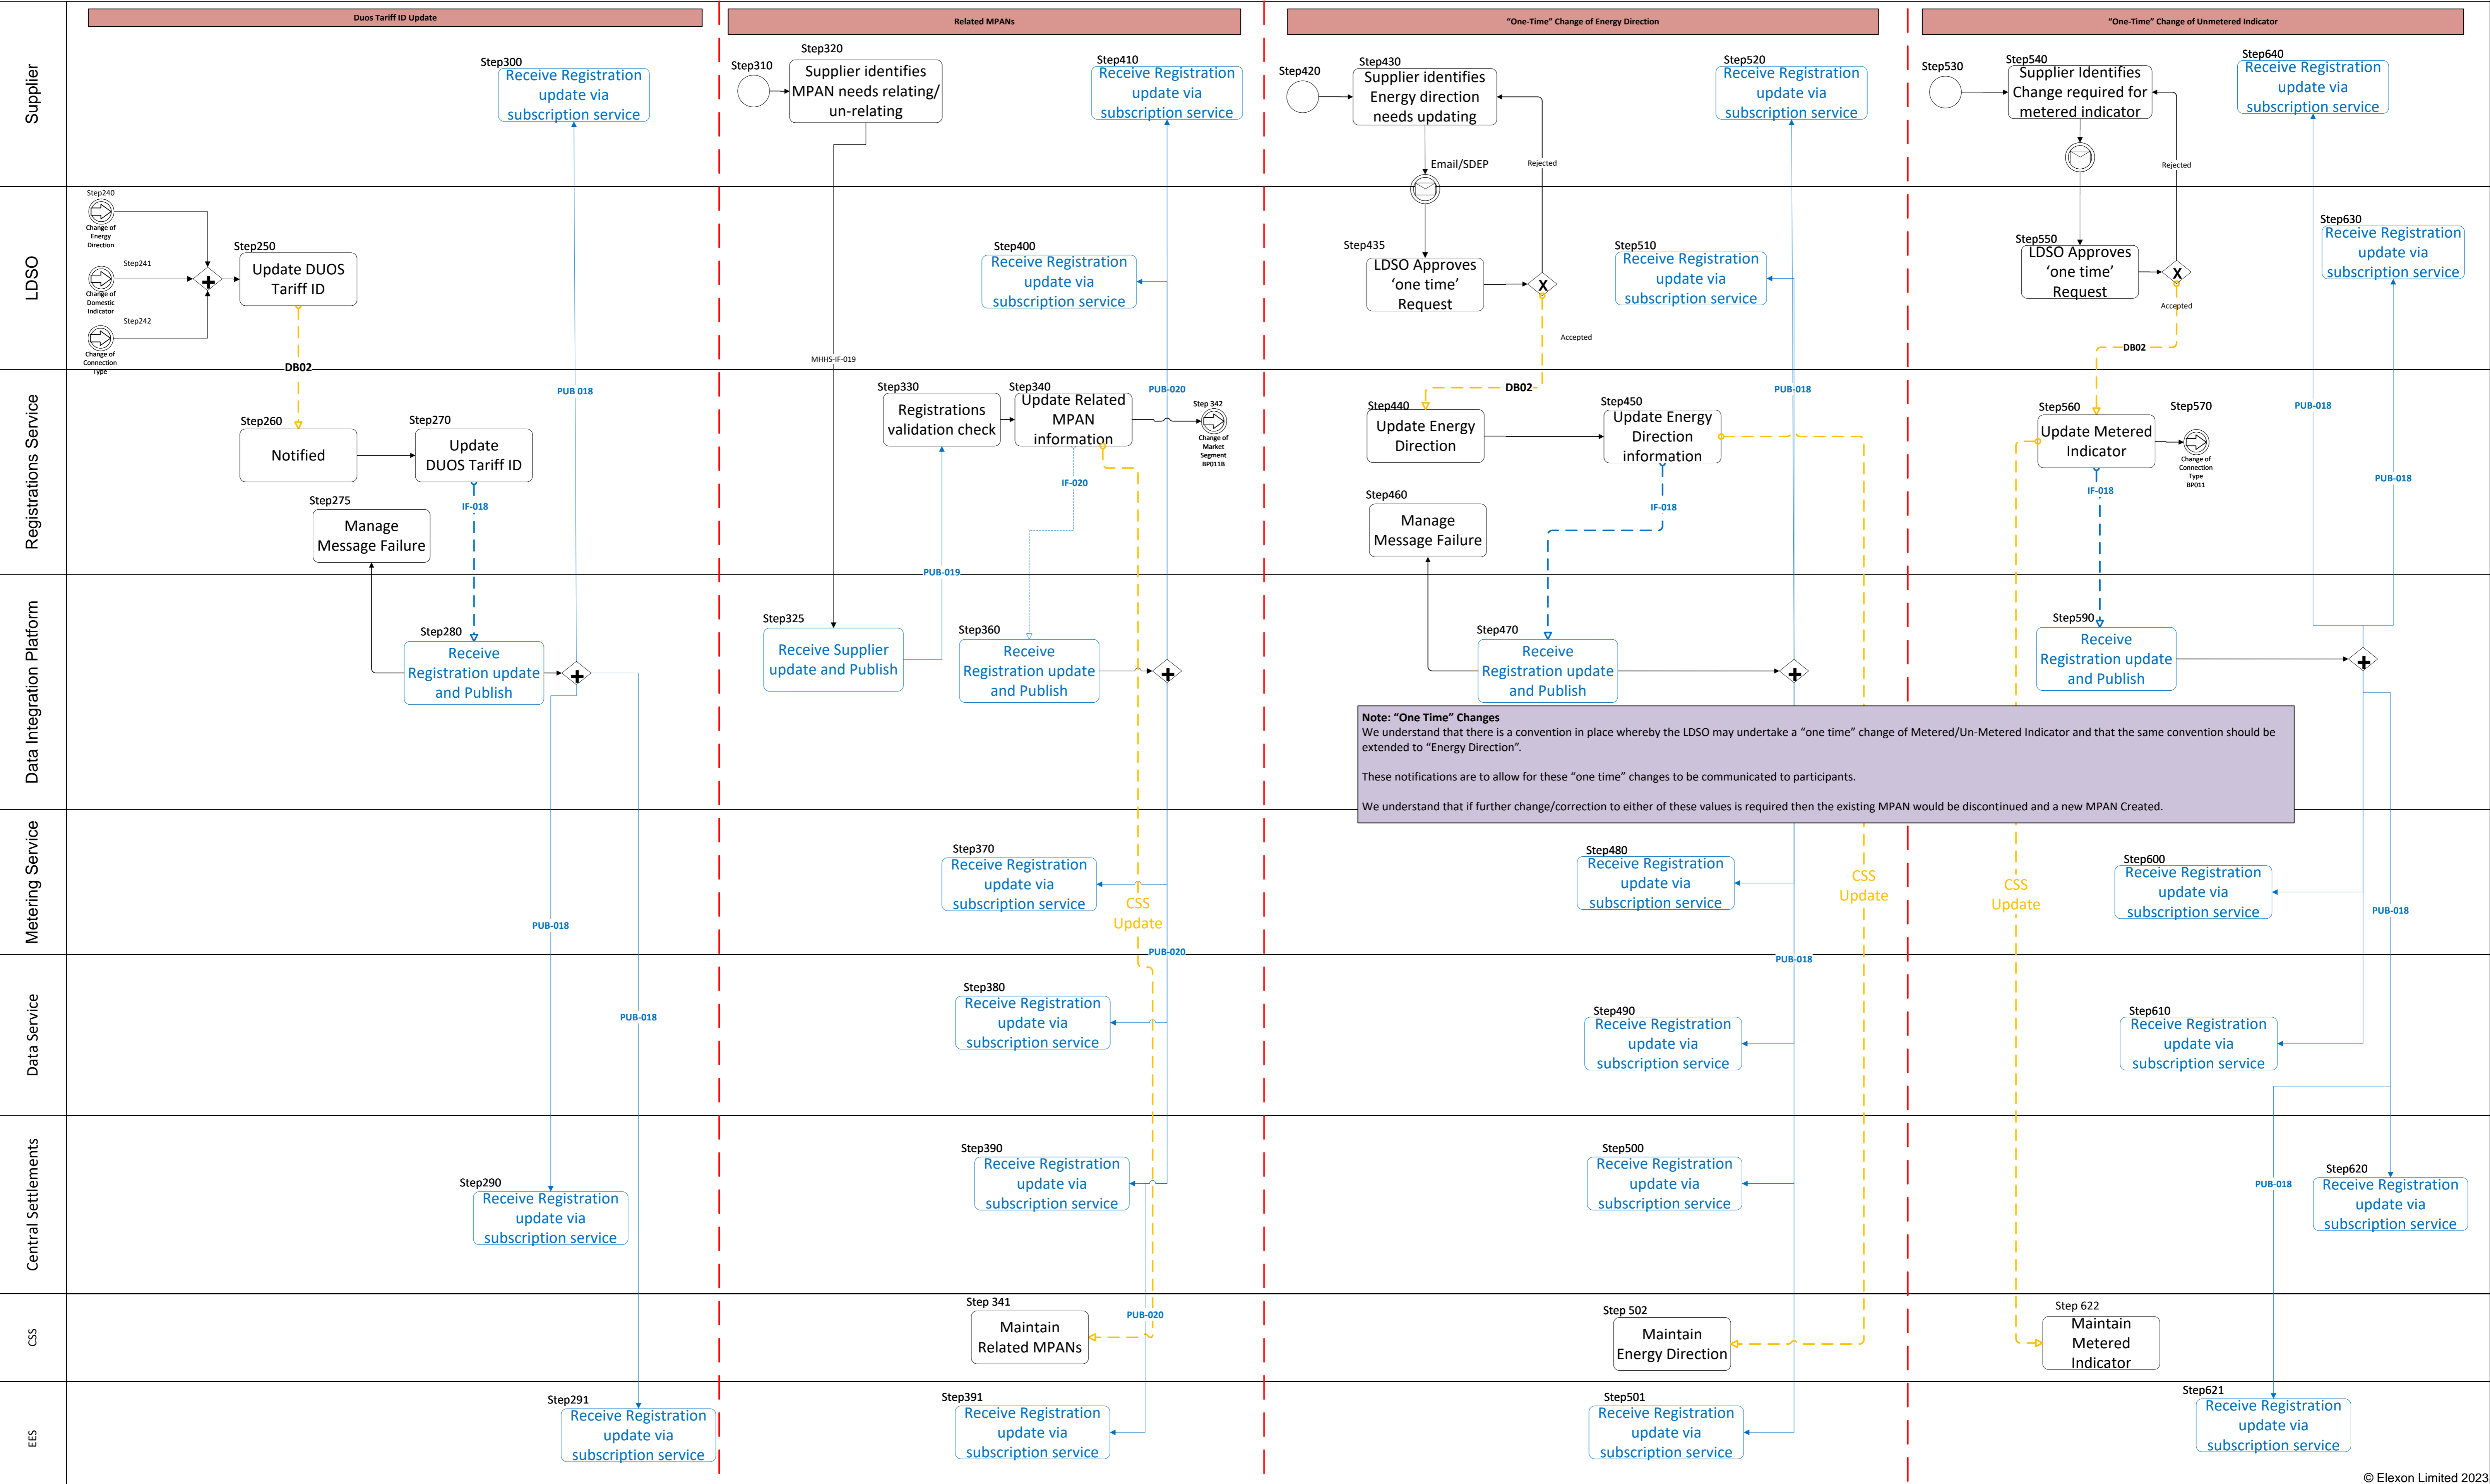 Duos Tariff ID Update
Related MPANs
“One-Time” Change of Energy Direction
“One-Time” Change of Unmetered Indicator
Supplier
LDSO
Registrations Service
Data Integration Platform
Metering Service
Data Service
Central Settlements
CSS
EES
Step300
Receive Registration
update via
subscription service
Step240
Change of
Energy
Direction
Step241
Change of
Domestic
Indicator
Step242
Change of
Connection
Type
Step250
Update DUOS
Tariff ID
DB02
PUB 018
Step260
Notified
Step270
Update
DUOS Tariff ID
IF-018
Step275
Manage
Message Failure
Step280
Receive
Registration update
and Publish
PUB-018
PUB-018
Step290
Receive Registration
update via
subscription service
Step291
Receive Registration
update via
subscription service
Step310
Step320
Supplier identifies
MPAN needs relating/
un-relating
Step410
Receive Registration
update via
subscription service
Step400
Receive Registration
update via
subscription service
MHHS-IF-019
Step330
Registrations
validation check
Step340
Update Related
MPAN
information
PUB-020
Step 342
Change of
Market
Segment
BP011B
IF-020
PUB-019
Step325
Receive Supplier
update and Publish
Step360
Receive
Registration update
and Publish
Step370
Receive Registration
update via
subscription service
CSS
Update
PUB-020
Step380
Receive Registration
update via
subscription service
Step390
Receive Registration
update via
subscription service
Step 341
Maintain
Related MPANs
PUB-020
Step391
Receive Registration
update via
subscription service
Step420
Step430
Supplier identifies
Energy direction
needs updating
Email/SDEP
Rejected
Step520
Receive Registration
update via
subscription service
Step435
LDSO Approves
‘one time’
Request
X
Accepted
Step510
Receive Registration
update via
subscription service
DB02
PUB-018
Step440
Update Energy
Direction
Step450
Update Energy
Direction
information
IF-018
Step460
Manage
Message Failure
Step470
Receive
Registration update
and Publish
Note: “One Time” Changes
We understand that there is a convention in place whereby the LDSO may undertake a “one time” change of Metered/Un-Metered Indicator and that the same convention should be
extended to “Energy Direction”.
These notifications are to allow for these “one time” changes to be communicated to participants.
We understand that if further change/correction to either of these values is required then the existing MPAN would be discontinued and a new MPAN Created.
Step480
Receive Registration
update via
subscription service
CSS
Update
PUB-018
Step490
Receive Registration
update via
subscription service
Step500
Receive Registration
update via
subscription service
Step 502
Maintain
Energy Direction
Step501
Receive Registration
update via
subscription service
Step530
Step540
Supplier Identifies
Change required for
metered indicator
Rejected
Step640
Receive Registration
update via
subscription service
Step550
LDSO Approves
‘one time’
Request
X
Accepted
Step630
Receive Registration
update via
subscription service
DB02
PUB-018
Step560
Update Metered
Indicator
Step570
Change of
Connection
Type
BP011
IF-018
PUB-018
Step590
Receive
Registration update
and Publish
CSS
Update
Step600
Receive Registration
update via
subscription service
PUB-018
Step610
Receive Registration
update via
subscription service
PUB-018
Step620
Receive Registration
update via
subscription service
Step 622
Maintain
Metered
Indicator
Step621
Receive Registration
update via
subscription service
© Elexon Limited 2023